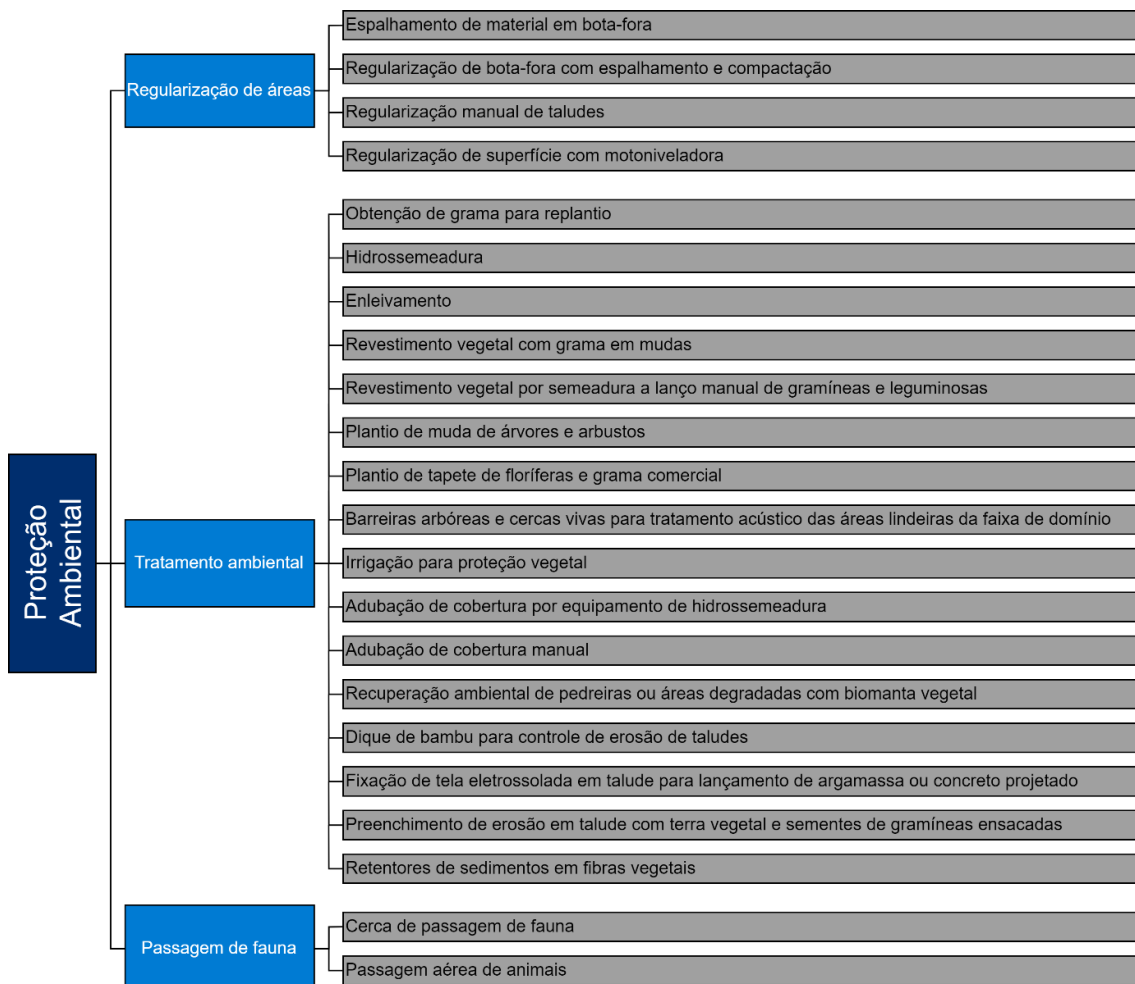 Proteção
Ambiental
Regularização de áreas
Espalhamento de material em bota-fora
Regularização de bota-fora com espalhamento e compactação
Regularização manual de taludes
Regularização de superfície com motoniveladora
Tratamento ambiental
Obtenção de grama para replantio
Hidrossemeadura
Enleivamento
Revestimento vegetal com grama em mudas
Revestimento vegetal por semeadura a lanço manual de gramíneas e leguminosas
Plantio de muda de árvores e arbustos
Plantio de tapete de floríferas e grama comercial
Barreiras arbóreas e cercas vivas para tratamento acústico das áreas lindeiras da faixa de domínio
Irrigação para proteção vegetal
Adubação de cobertura por equipamento de hidrossemeadura
Adubação de cobertura manual
Recuperação ambiental de pedreiras ou áreas degradadas com biomanta vegetal
Dique de bambu para controle de erosão de taludes
Fixação de tela eletrossolada em talude para lançamento de argamassa ou concreto projetado
Preenchimento de erosão em talude com terra vegetal e sementes de gramíneas ensacadas
Retentores de sedimentos em fibras vegetais
Passagem de fauna
Cerca de passagem de fauna
Passagem aérea de animais